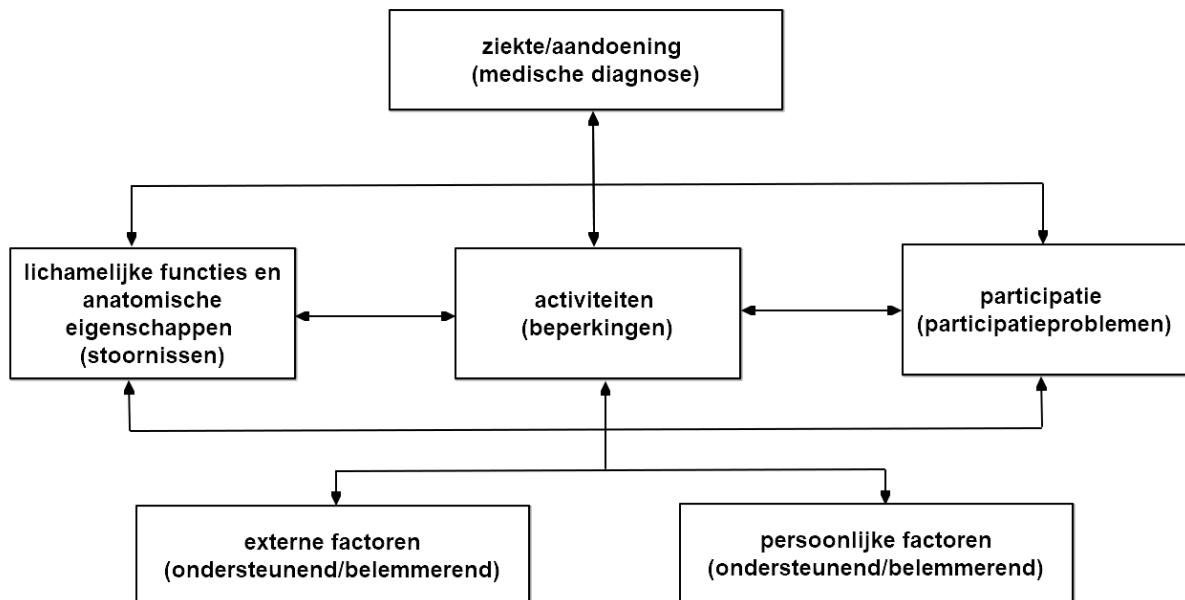 ziekte/aandoening
(medische diagnose)
lichamelijke functies en
anatomische
eigenschappen
(stoornissen)
activiteiten
(beperkingen)
participatie
(participatieproblemen)
externe factoren
(ondersteunend/belemmerend)
persoonlijke factoren
(ondersteunend/belemmerend)